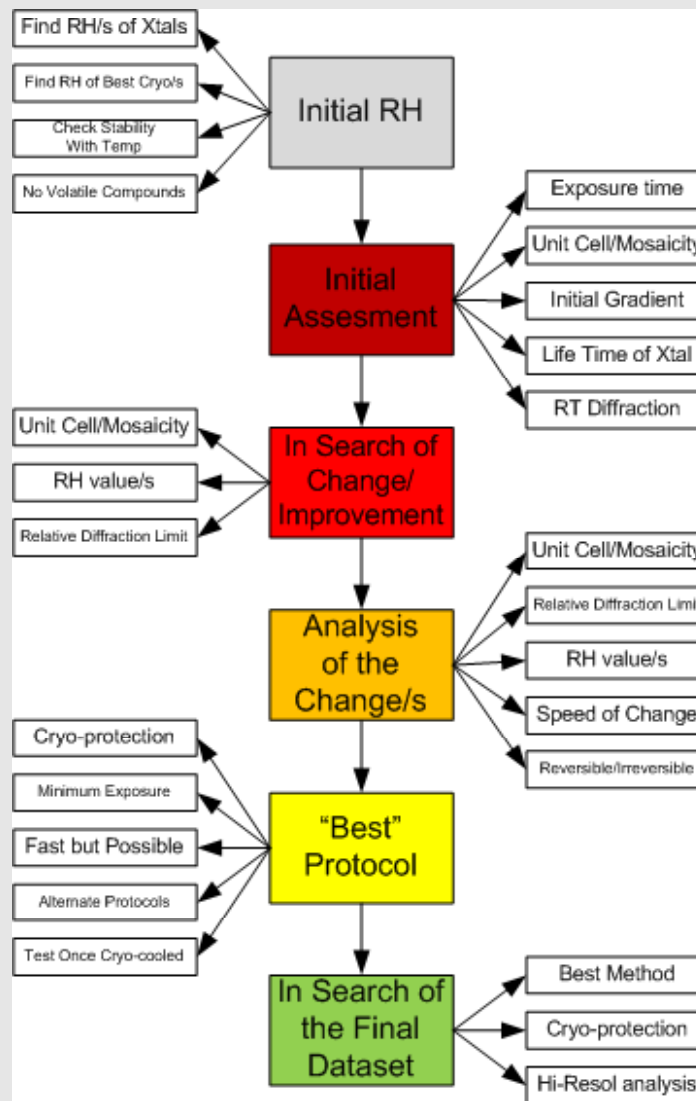 Find RH/s of Xtals
Find RH of Best Cryo/s
Check Stability
With Temp
No Volatile Compounds
Initial RH
Exposure time
Unit Cell/Mosaicity
Initial Gradient
Life Time of Xtal
RT Diffraction
Initial
Assesment
Unit Cell/Mosaicity
RH value/s
Relative Diffraction Limit
In Search of
Change/
Improvement
Unit Cell/Mosaicity
Relative Diffraction Limit
RH value/s
Speed of Change
Reversible/Irreversible
Analysis
of the
Change/s
Cryo-protection
Minimum Exposure
Fast but Possible
Alternate Protocols
Test Once Cryo-cooled
“Best”
Protocol
In Search of
the Final
Dataset
Best Method
Cryo-protection
Hi-Resol analysis